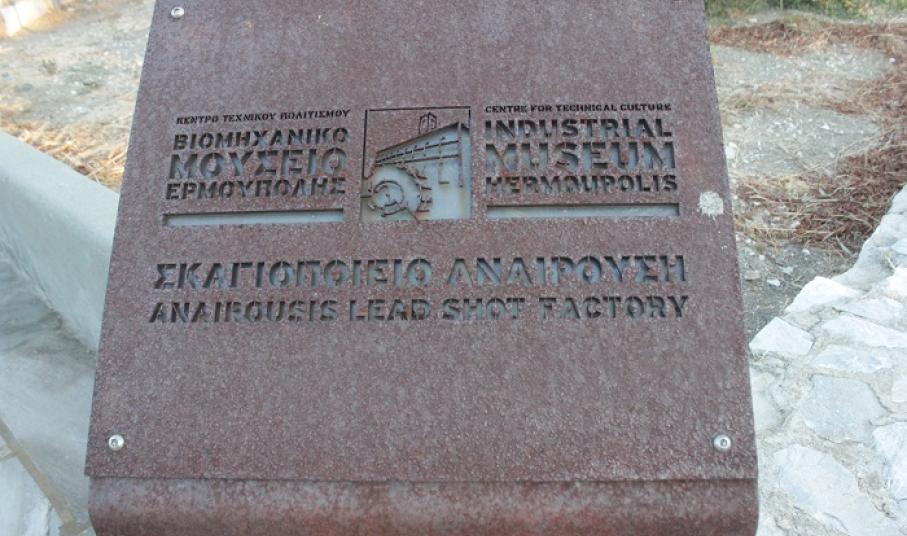 ΚΕΝΤΡΟ ΤΕΧΝΙΚΟΥ ΠΟΛΙΤΙΣΜΟΥ
ΒΙΟΜΗΧΑΝΙΚΟ
ΜΟΥΣΕΙΟ
ΕΡΜΟΥΠΟΛΗΣ
CENTRE FOR TECHNICAL CULTURE
INDUSTRIAL
MUSEUM
HERMOUPOLIS
ΣΚΑΓΙΟΠΟΙΕΙΟ ΑΝΑΙΡΟΥΣΗ
ANAIROUSIS LEAD SHOT FACTORY